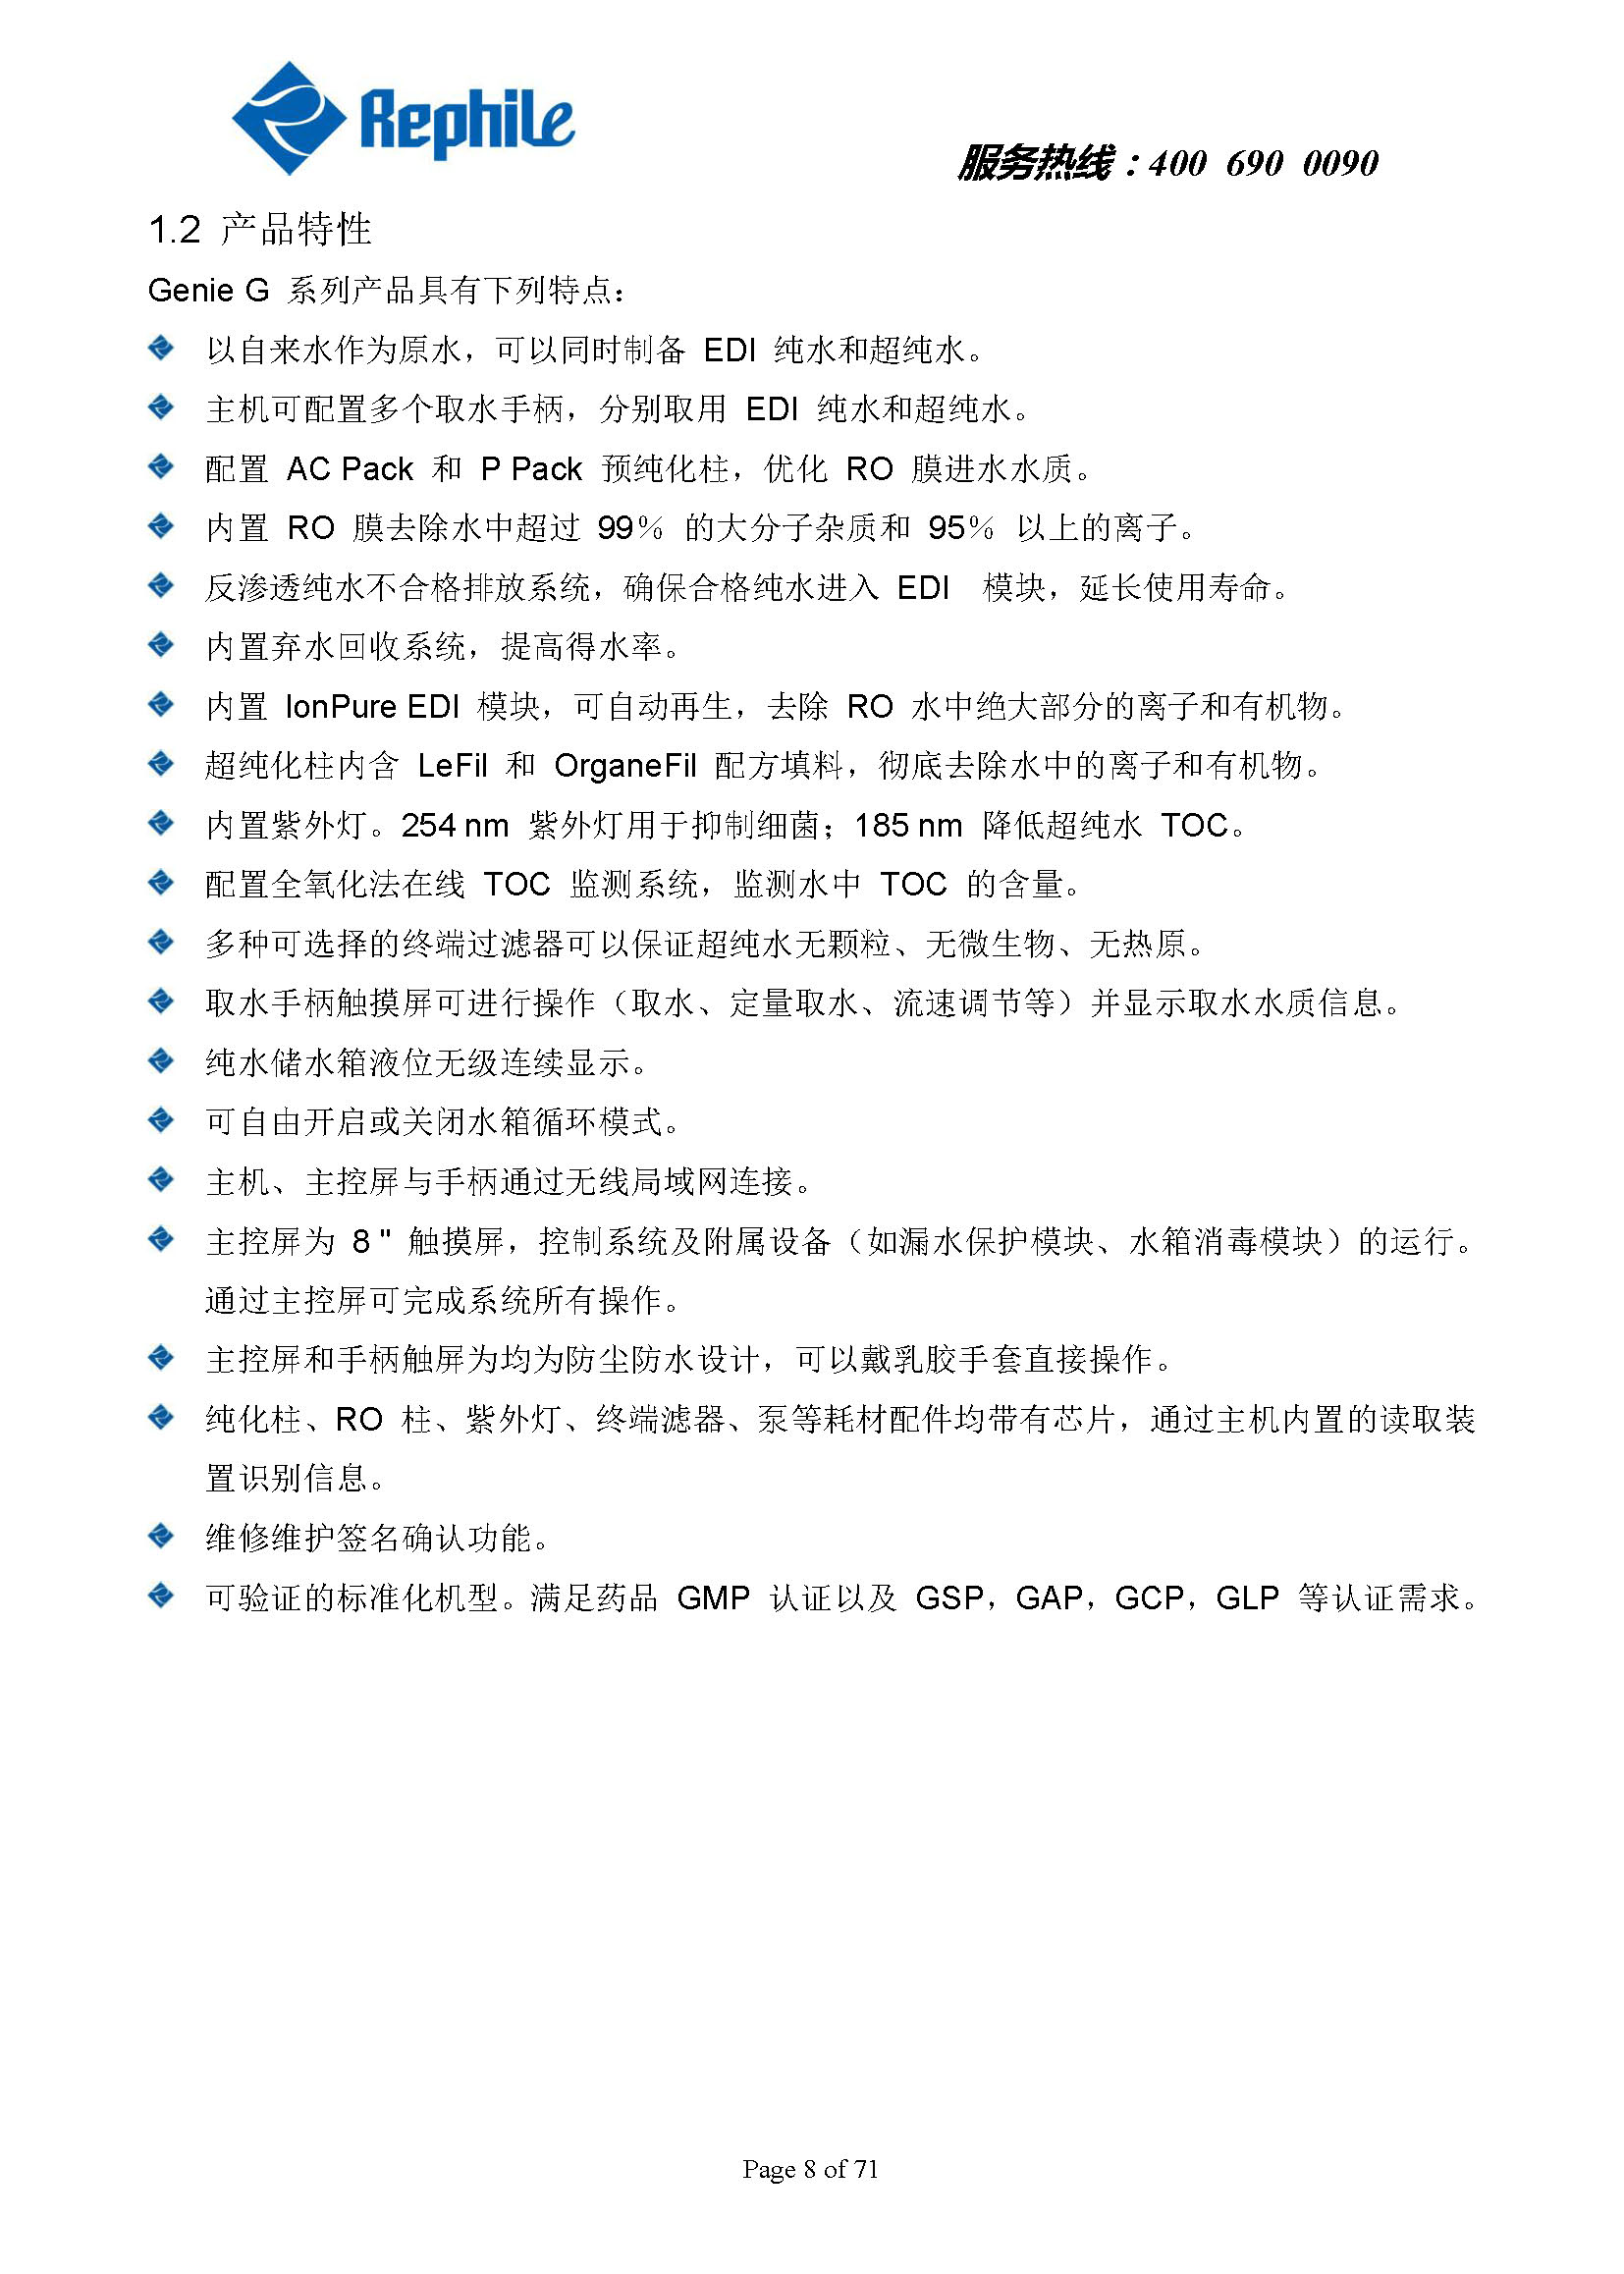 Rephile
服务热线：400 690 0090
1.2 产品特性
Genie G 系列产品具有下列特点：
以自来水作为原水，可以同时制备 EDI 纯水和超纯水。
主机可配置多个取水手柄，分别取用 EDI 纯水和超纯水。
配置 AC Pack 和 P Pack 预纯化柱，优化 RO 膜进水水质。
内置 RO 膜去除水中超过 99% 的大分子杂质和 95% 以上的离子。
反渗透纯水不合格排放系统，确保合格纯水进入 EDI 模块，延长使用寿命。
内置弃水回收系统，提高得水率。
内置 IonPure EDI 模块，可自动再生，去除 RO 水中绝大部分的离子和有机物。
超纯化柱内含 LeFil 和 OrganeFil 配方填料，彻底去除水中的离子和有机物。
内置紫外灯。254 nm 紫外灯用于抑制细菌；185 nm 降低超纯水 TOC。
配置全氧化法在线 TOC 监测系统，监测水中 TOC 的含量。
多种可选择的终端过滤器可以保证超纯水无颗粒、无微生物、无热原。
取水手柄触摸屏可进行操作（取水、定量取水、流速调节等）并显示取水水质信息。
纯水储水箱液位无级连续显示。
可自由开启或关闭水箱循环模式。
主机、主控屏与手柄通过无线局域网连接。
主控屏为 8 " 触摸屏，控制系统及附属设备（如漏水保护模块、水箱消毒模块）的运行。
通过主控屏可完成系统所有操作。
主控屏和手柄触屏为均为防尘防水设计，可以戴乳胶手套直接操作。
纯化柱、RO 柱、紫外灯、终端滤器、泵等耗材配件均带有芯片，通过主机内置的读取装
置识别信息。
维修维护签名确认功能。
可验证的标准化机型。满足药品 GMP 认证以及 GSP，GAP，GCP，GLP 等认证需求。
Page 8 of 71